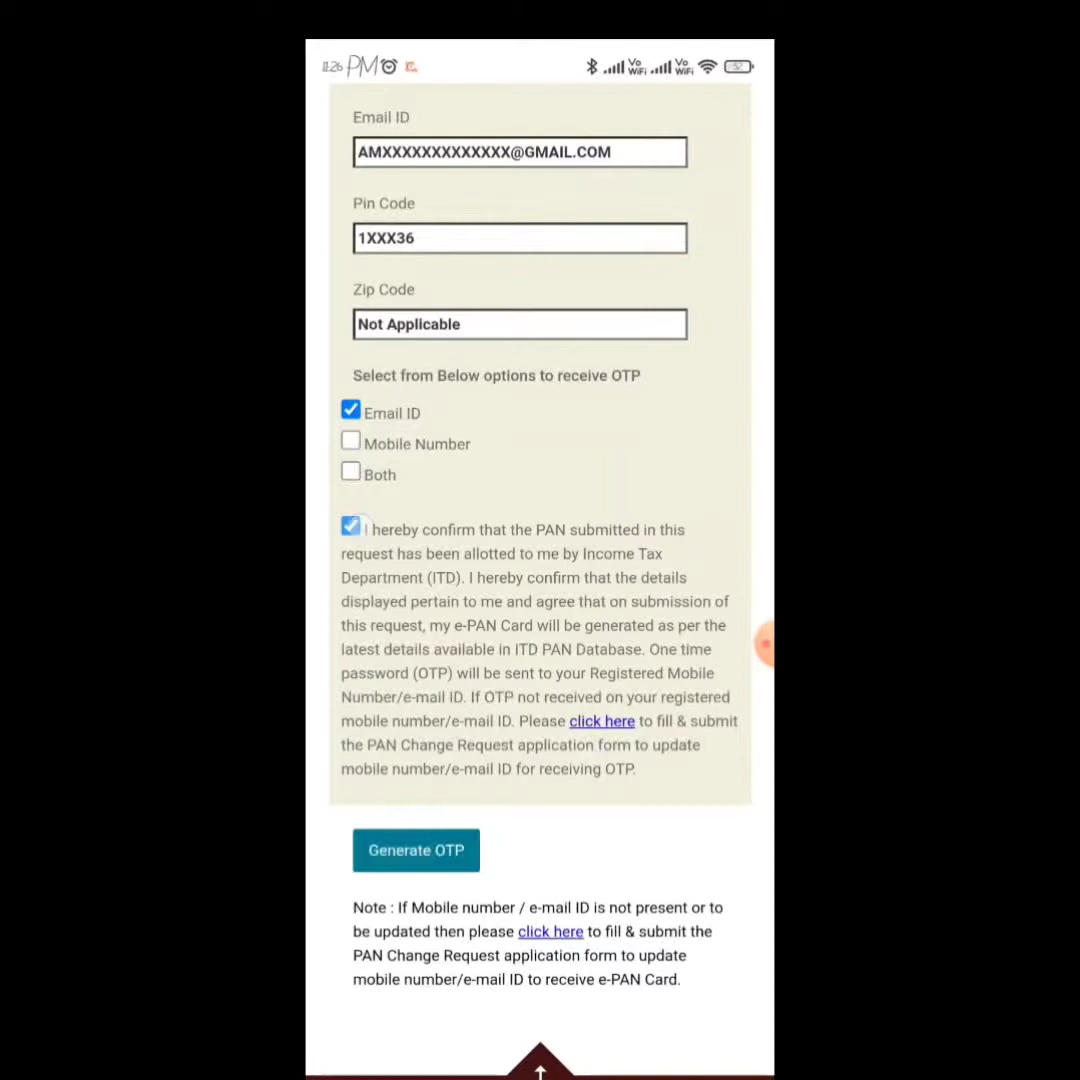 11:26 PM
Vo WiFi Vo WiFi 52
Email ID
AMXXXXXXXXXXXXX@GMAIL.COM
Pin Code
1XXX36
Zip Code
Not Applicable
Select from Below options to receive OTP
Email ID
Mobile Number
Both
I hereby confirm that the PAN submitted in this
request has been allotted to me by Income Tax
Department (ITD). I hereby confirm that the details
displayed pertain to me and agree that on submission of
this request, my e-PAN Card will be generated as per the
latest details available in ITD PAN Database. One time
password (OTP) will be sent to your Registered Mobile
Number/e-mail ID. If OTP not received on your registered
mobile number/e-mail ID. Please click here to fill & submit
the PAN Change Request application form to update
mobile number/e-mail ID for receiving OTP.
Generate OTP
Note : If Mobile number / e-mail ID is not present or to
be updated then please click here to fill & submit the
PAN Change Request application form to update
mobile number/e-mail ID to receive e-PAN Card.